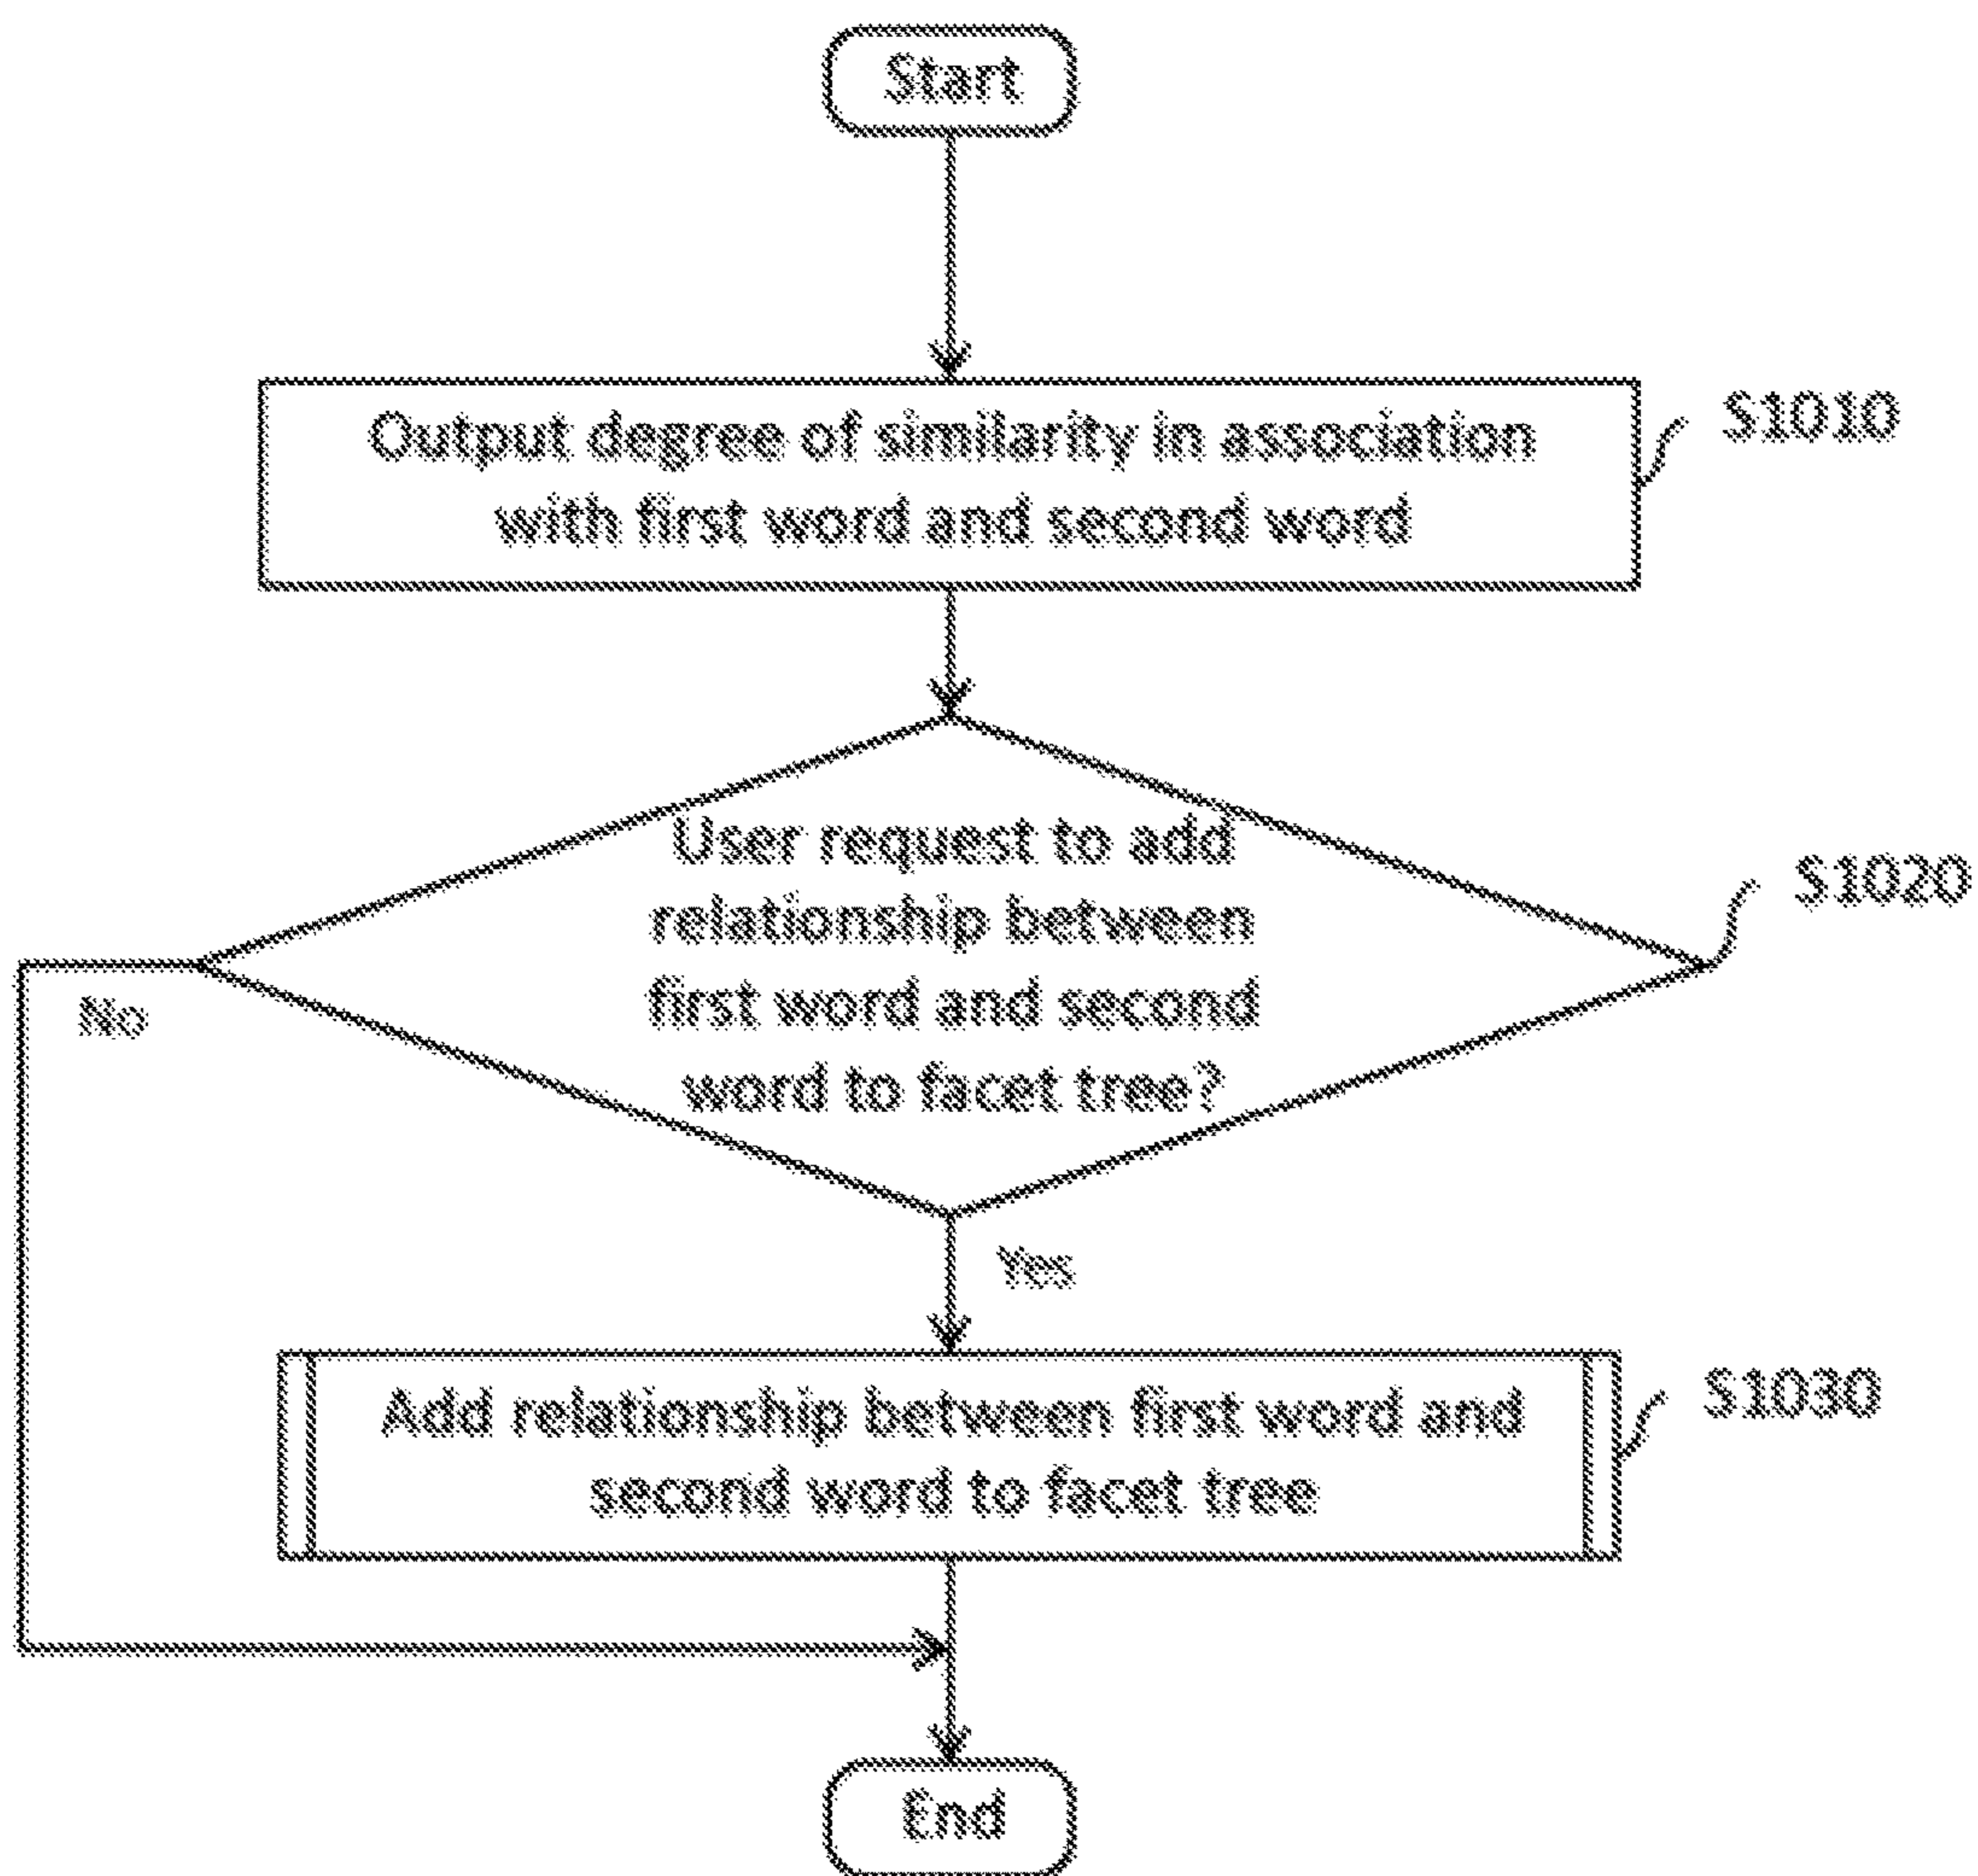 Start
Output degree of similarity in association
with first word and second word
S1010
User request to add
relationship between
first word and second
word to facet tree?
S1020
No
Yes
Add relationship between first word and
second word to facet tree
S1030
End